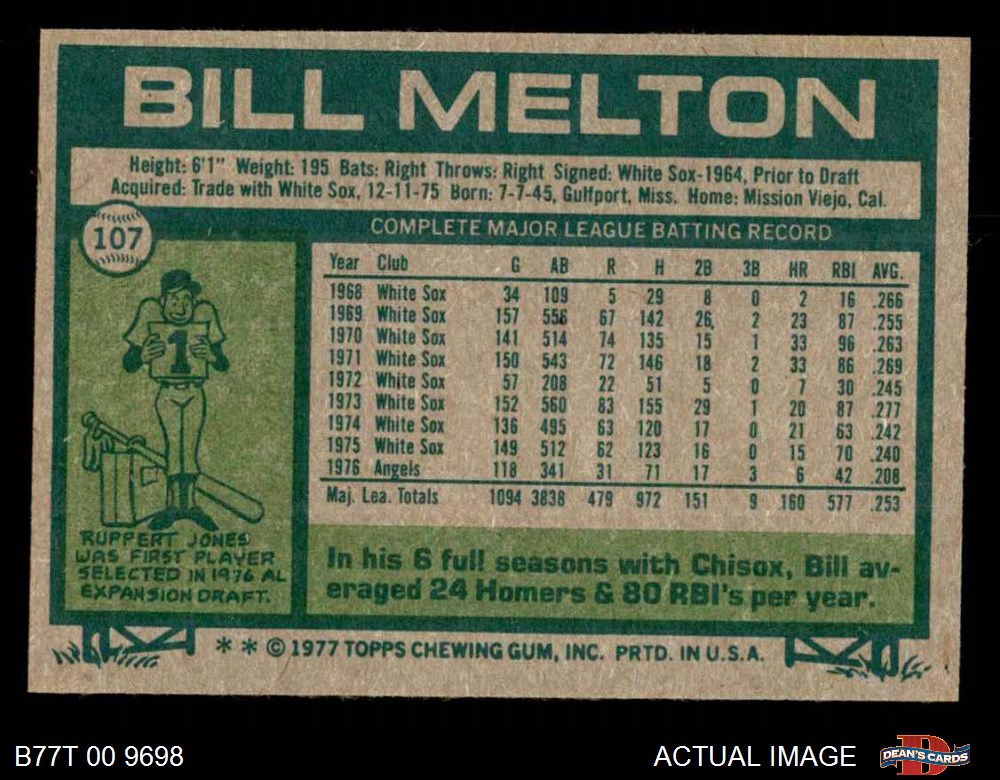 BILL MELTON
Height: 6'1" Weight: 195 Bats: Right Throws: Right Signed: White Sox-1964, Prior to Draft
Acquired: Trade with White Sox, 12-11-75 Born: 7-7-45, Gulfport, Miss. Home: Mission Viejo, Cal.
107
COMPLETE MAJOR LEAGUE BATTING RECORD
Year Club G AB R H 2B 3B HR RBI AVG.
1968 White Sox 34 109 5 29 8 0 2 16 .266
1969 White Sox 157 556 67 142 26 2 23 87 .255
1970 White Sox 141 514 74 135 15 1 33 96 .263
1971 White Sox 150 543 72 146 18 2 33 86 .269
1972 White Sox 57 208 22 51 5 0 7 30 .245
1973 White Sox 152 560 83 155 29 1 20 87 .277
1974 White Sox 136 495 63 120 17 0 21 63 .242
1975 White Sox 149 512 62 123 16 0 15 70 .240
1976 Angels 118 341 31 71 17 3 6 42 .208
Maj. Lea. Totals 1094 3838 479 972 151 9 160 577 .253
1
RUPPERT JONES
WAS FIRST PLAYER
SELECTED IN 1976 AL
EXPANSION DRAFT.
In his 6 full seasons with Chisox, Bill av-
eraged 24 Homers & 80 RBI's per year.
* * © 1977 TOPPS CHEWING GUM, INC. PRTD. IN U.S.A.
B77T 00 9698
ACTUAL IMAGE
DEAN'S CARDS